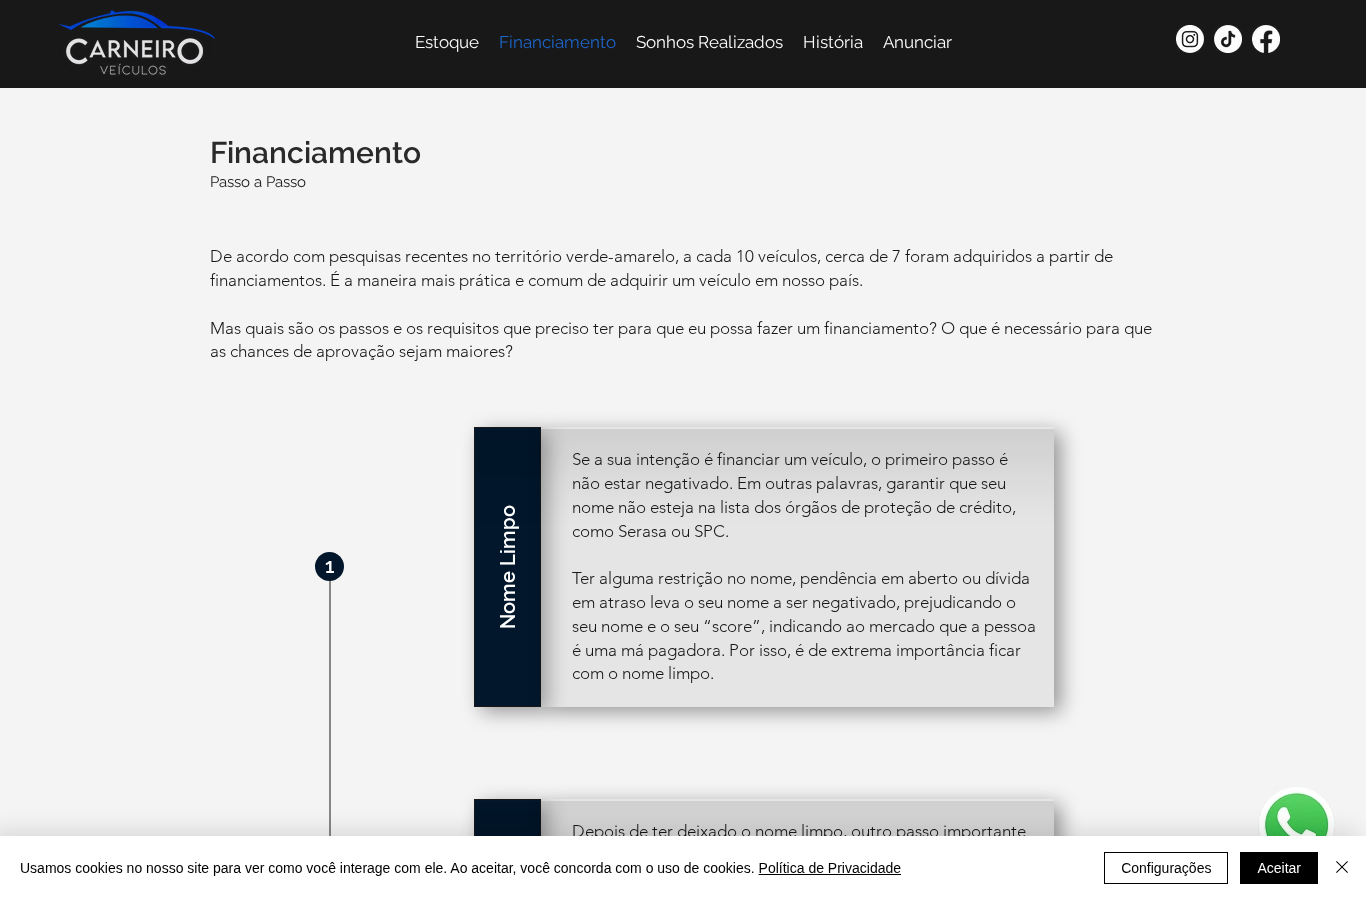 CARNEIRO
VEÍCULOS
Estoque Financiamento Sonhos Realizados História Anunciar
Financiamento
Passo a Passo
De acordo com pesquisas recentes no território verde-amarelo, a cada 10 veículos, cerca de 7 foram adquiridos a partir de
financiamentos. É a maneira mais prática e comum de adquirir um veículo em nosso país.
Mas quais são os passos e os requisitos que preciso ter para que eu possa fazer um financiamento? O que é necessário para que
as chances de aprovação sejam maiores?
1
Nome Limpo
Se a sua intenção é financiar um veículo, o primeiro passo é
não estar negativado. Em outras palavras, garantir que seu
nome não esteja na lista dos órgãos de proteção de crédito,
como Serasa ou SPC.
Ter alguma restrição no nome, pendência em aberto ou dívida
em atraso leva o seu nome a ser negativado, prejudicando o
seu nome e o seu “score”, indicando ao mercado que a pessoa
é uma má pagadora. Por isso, é de extrema importância ficar
com o nome limpo.
Depois de ter deixado o nome limpo, outro passo importante
Usamos cookies no nosso site para ver como você interage com ele. Ao aceitar, você concorda com o uso de cookies. Política de Privacidade
Configurações
Aceitar